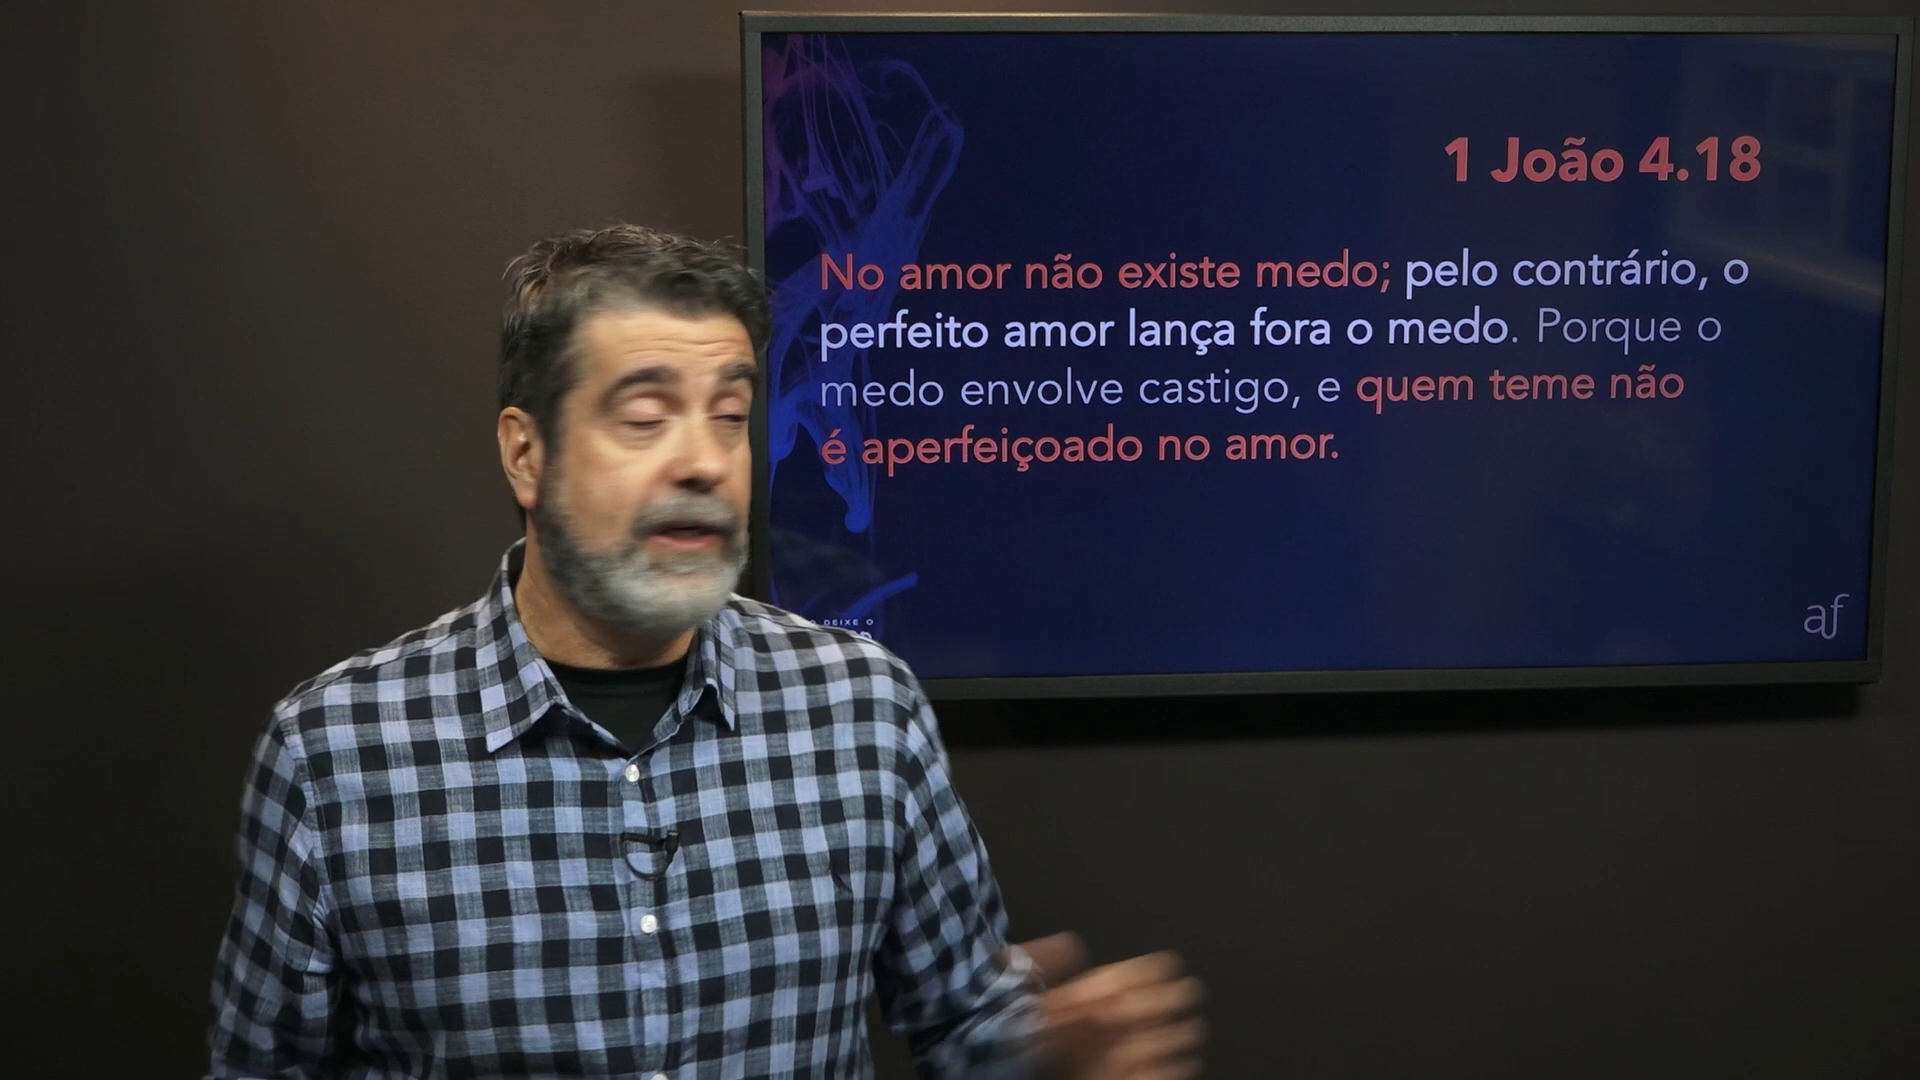 1 João 4.18
No amor não existe medo; pelo contrário, o
perfeito amor lança fora o medo. Porque o
medo envolve castigo, e quem teme não
é aperfeiçoado no amor.
DEIXE O
af